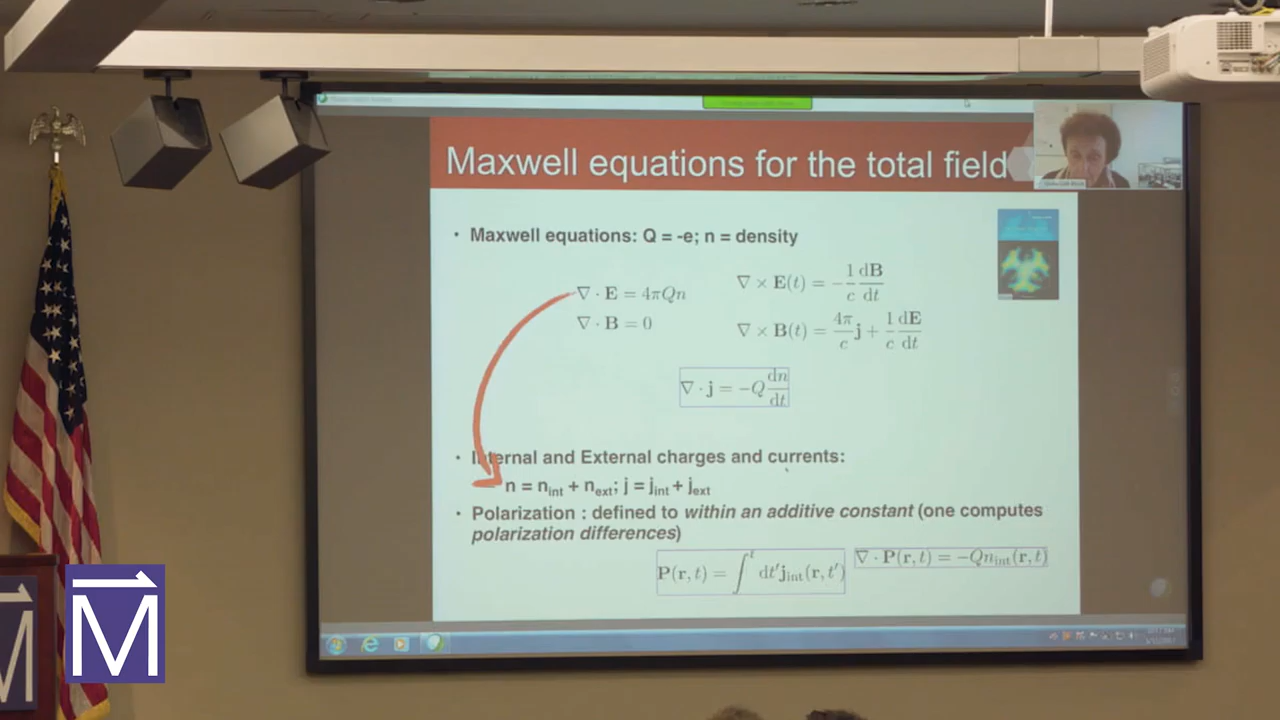 Maxwell equations for the total field
• Maxwell equations: Q = -e; n = density
∇ · E = 4πQn
∇ × E(t) = −1/c dB/dt
∇ · B = 0
∇ × B(t) = 4π/c j + 1/c dE/dt
∇ · j = −Q dn/dt
• Internal and External charges and currents:
n = n_int + n_ext; j = j_int + j_ext
• Polarization : defined to within an additive constant (one computes
polarization differences)
P(r, t) = ∫^t dt′j_int(r, t′)
∇ · P(r, t) = −Qn_int(r, t)
M
M